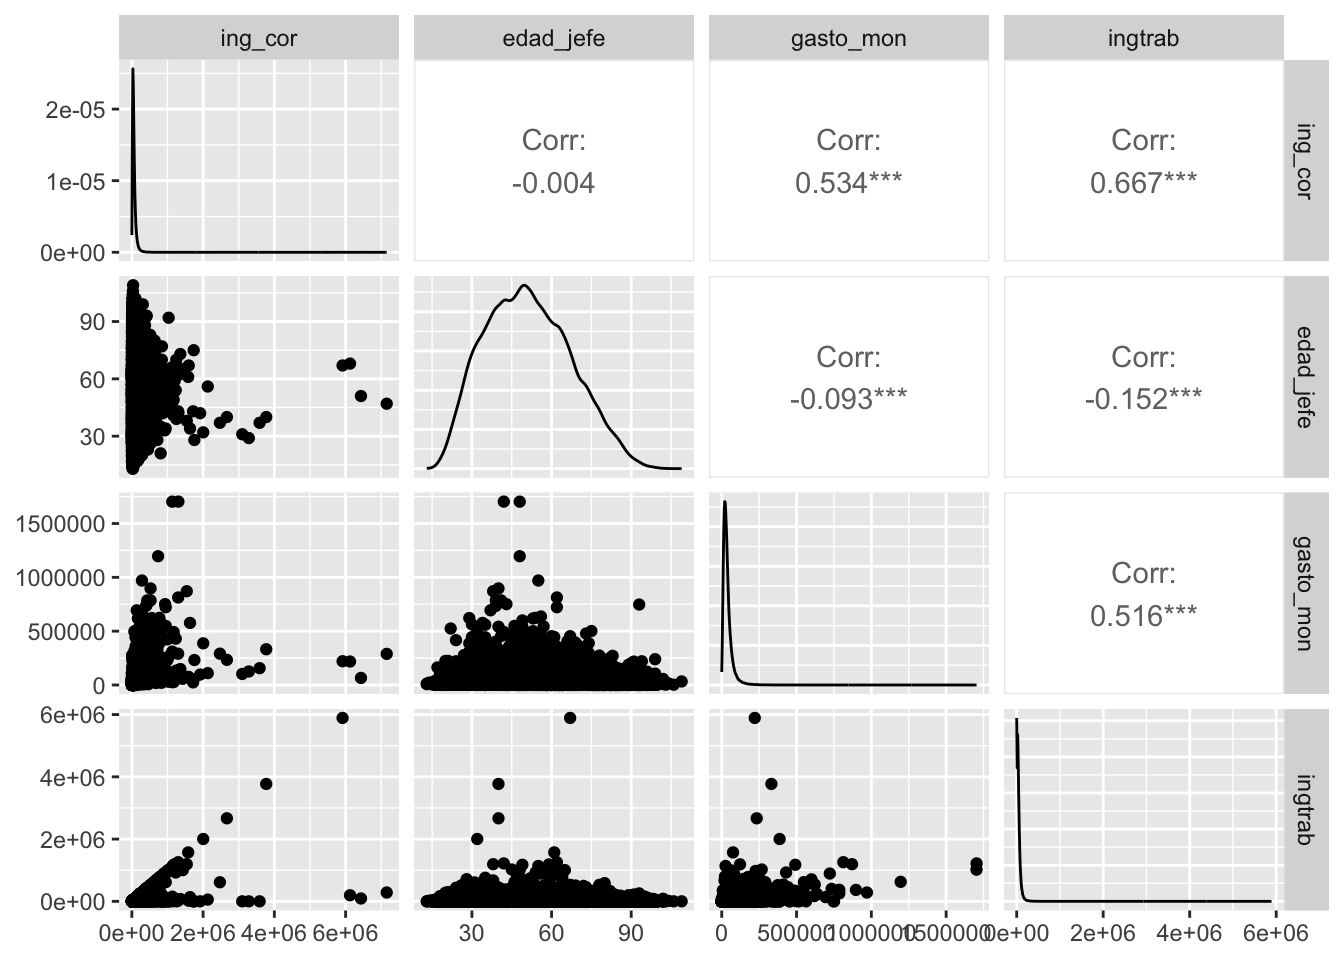 ing_cor edad_jefe gasto_mon ingtrab
2e-05
1e-05
0e+00
Corr:
-0.004
Corr:
0.534***
Corr:
0.667***
ing_cor
90
60
30
Corr:
-0.093***
Corr:
-0.152***
edad_jefe
1500000
1000000
500000
0
Corr:
0.516***
gasto_mon
6e+06
4e+06
2e+06
0e+00
ingtrab
0e+00 2e+06 4e+06 6e+06 30 60 90 0 500000 1000000 1500000 0e+00 2e+06 4e+06 6e+06